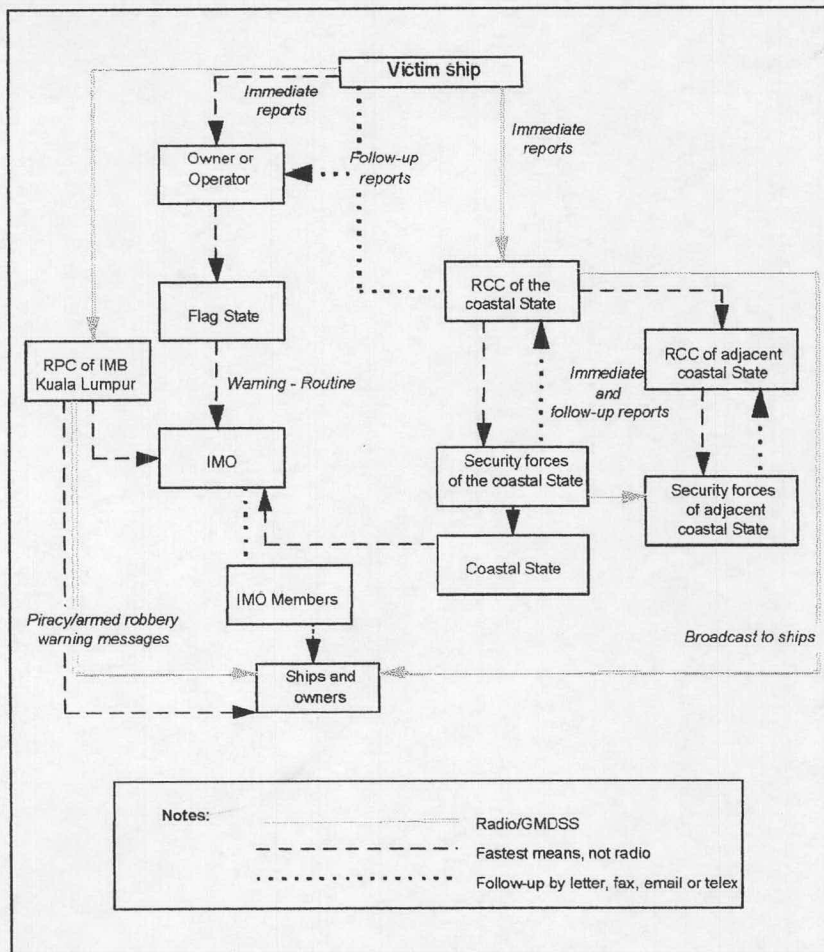 Victim ship
Immediate
reports
Immediate
reports
Owner or
Operator
Follow-up
reports
RCC of the
coastal State
Flag State
RPC of IMB
Kuala Lumpur
RCC of adjacent
coastal State
Warning - Routine
Immediate
and
follow-up reports
IMO
Security forces
of the coastal State
Security forces
of adjacent
coastal State
Coastal State
IMO Members
Piracy/armed robbery
warning messages
Broadcast to ships
Ships and
owners
Notes:
Radio/GMDSS
Fastest means, not radio
Follow-up by letter, fax, email or telex